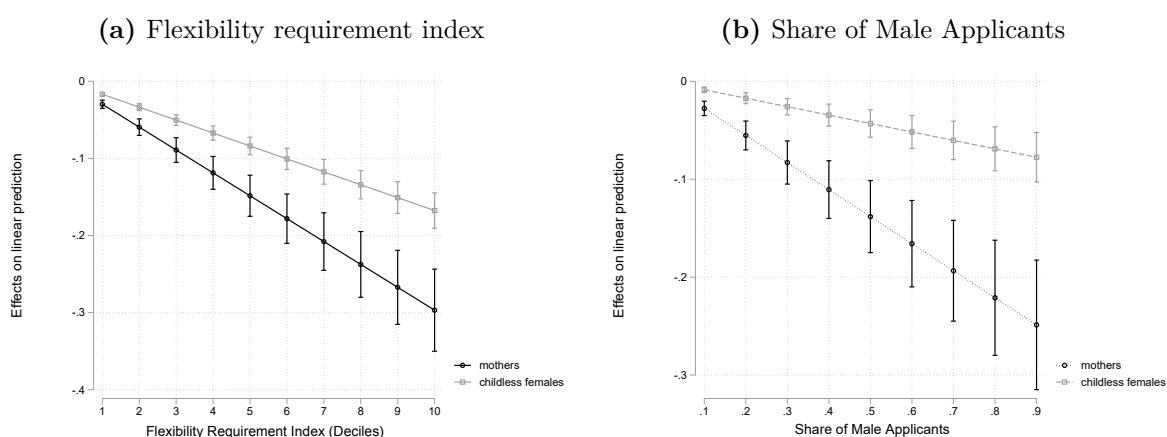 (a) Flexibility requirement index
0
-.1
-.2
-.3
-.4
Effects on linear prediction
1 2 3 4 5 6 7 8 9 10
Flexibility Requirement Index (Deciles)
mothers
childless females
(b) Share of Male Applicants
0
-.1
-.2
-.3
Effects on linear prediction
.1 .2 .3 .4 .5 .6 .7 .8 .9
Share of Male Applicants
mothers
childless females